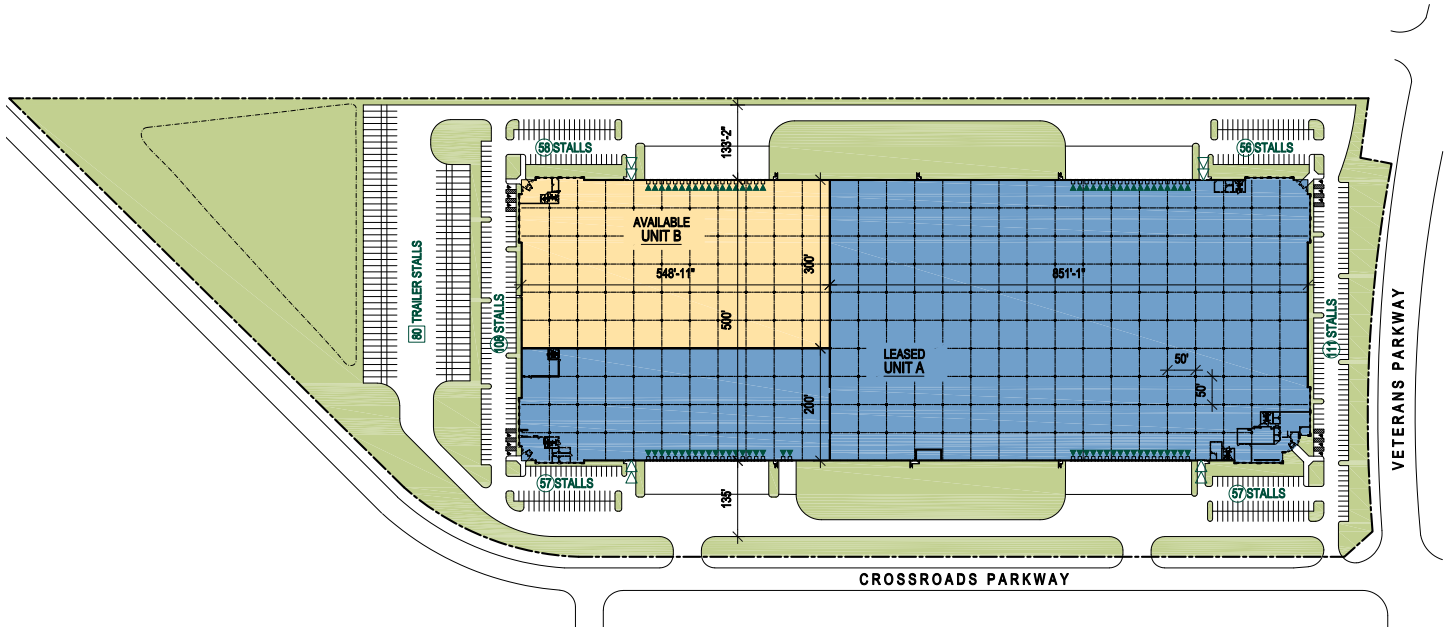 133'-2"
58 STALLS
56 STALLS
AVAILABLE
UNIT B
548'-11"
300'
851'-1"
80 TRAILER STALLS
108 STALLS
500'
111 STALLS
LEASED
UNIT A
50'
50'
200'
VETERANS PARKWAY
57 STALLS
135'
57 STALLS
CROSSROADS PARKWAY